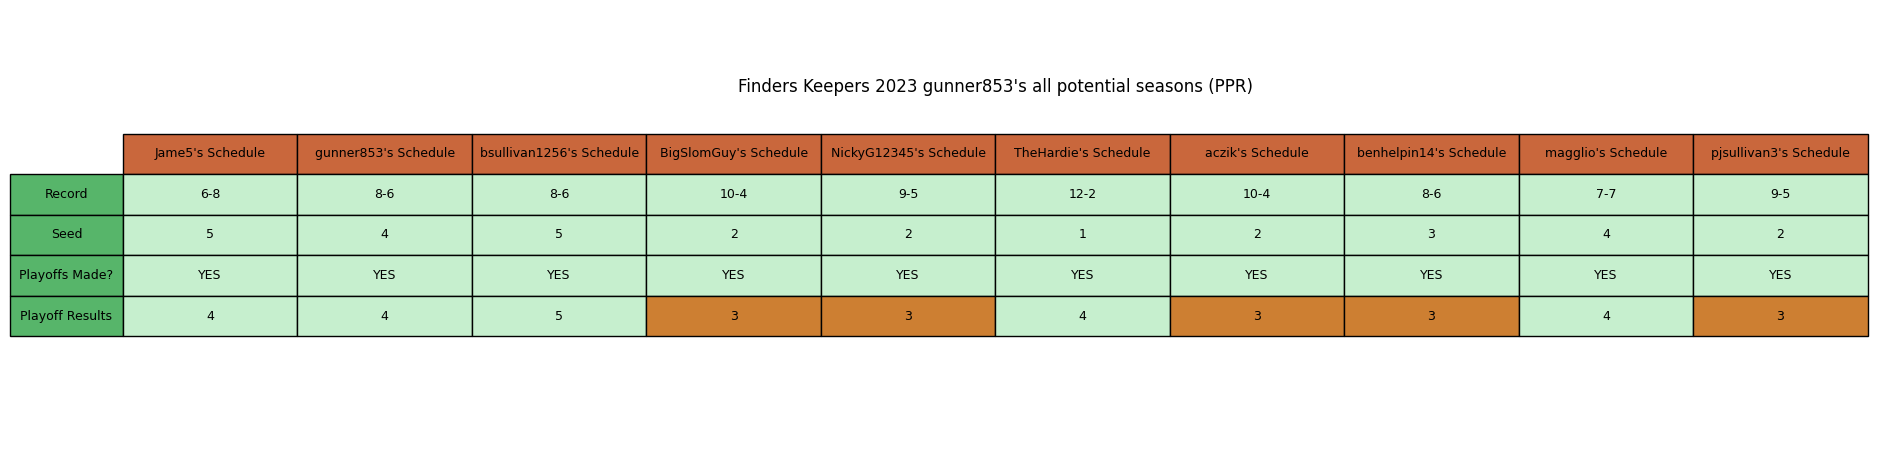 Finders Keepers 2023 gunner853's all potential seasons (PPR)
Jame5's Schedule gunner853's Schedule bsullivan1256's Schedule BigSlomGuy's Schedule NickyG12345's Schedule TheHardie's Schedule aczik's Schedule benhelpin14's Schedule magglio's Schedule pjsullivan3's Schedule
Record 6-8 8-6 8-6 10-4 9-5 12-2 10-4 8-6 7-7 9-5
Seed 5 4 5 2 2 1 2 3 4 2
Playoffs Made? YES YES YES YES YES YES YES YES YES YES
Playoff Results 4 4 5 3 3 4 3 3 4 3